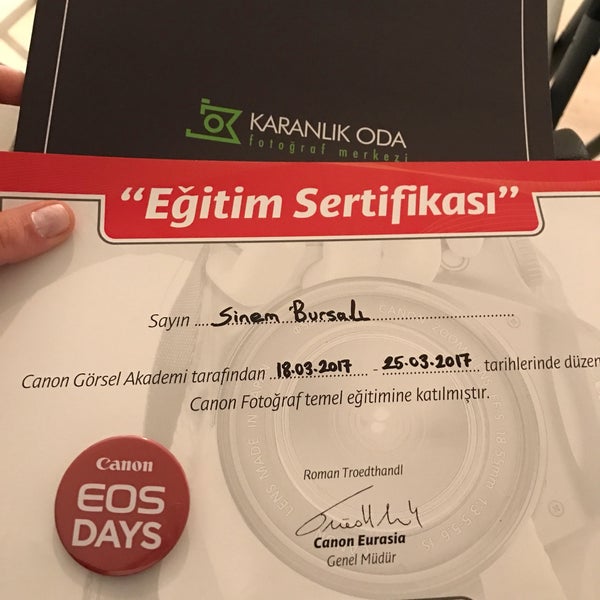 KARANLIK ODA
fotoğraf merkezi
“Eğitim Sertifikası”
Sayın .... Sinem Bursalı
Canon Görsel Akademi tarafından ..18.03.2017.... - 25.03.2017 tarihlerinde düzen
Canon Fotoğraf temel eğitimine katılmıştır.
Roman Troedthandl
Canon Eurasia
Genel Müdür
Canon
EOS
DAYS